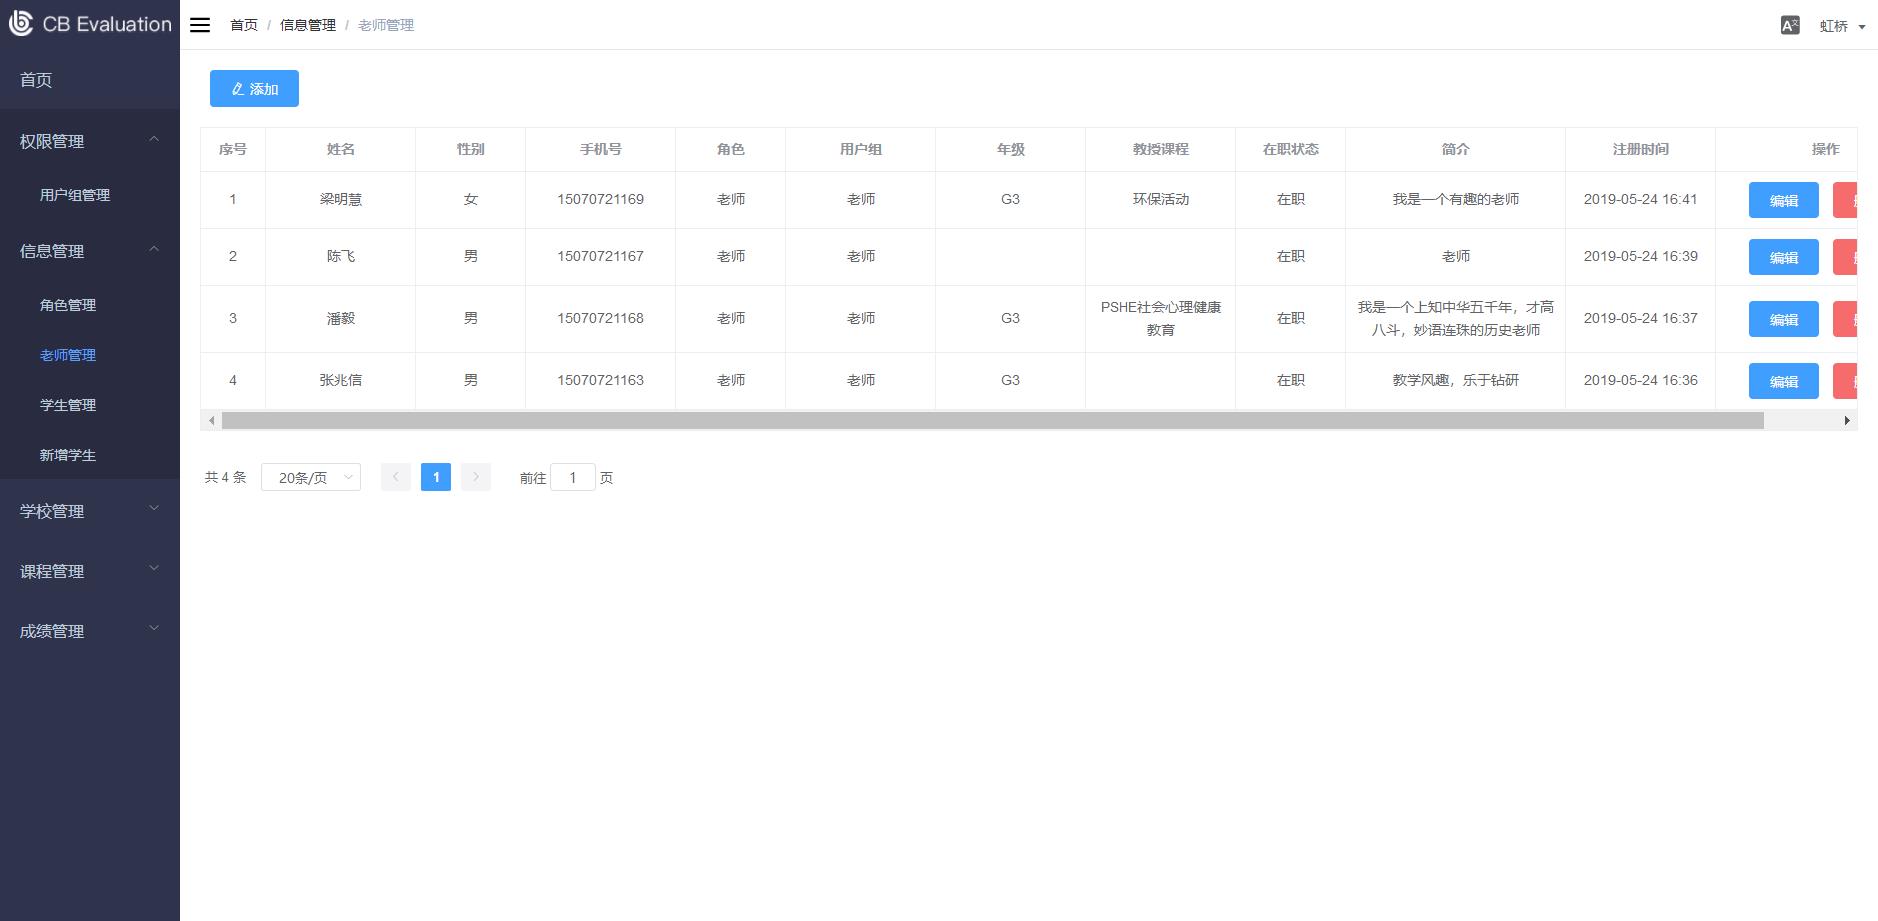 CB Evaluation
首页 / 信息管理 / 老师管理
虹桥
首页
权限管理
用户组管理
信息管理
角色管理
老师管理
学生管理
新增学生
学校管理
课程管理
成绩管理
添加
序号 姓名 性别 手机号 角色 用户组 年级 教授课程 在职状态 简介 注册时间 操作
1 梁明慧 女 15070721169 老师 老师 G3 环保活动 在职 我是一个有趣的老师 2019-05-24 16:41 编辑
2 陈飞 男 15070721167 老师 老师 在职 老师 2019-05-24 16:39 编辑
3 潘毅 男 15070721168 老师 老师 G3 PSHE社会心理健康 在职 我是一个上知中华五千年，才高 2019-05-24 16:37 编辑
教育 八斗，妙语连珠的历史老师
4 张兆信 男 15070721163 老师 老师 G3 在职 教学风趣，乐于钻研 2019-05-24 16:36 编辑
共 4 条 20条/页 1 前往 1 页